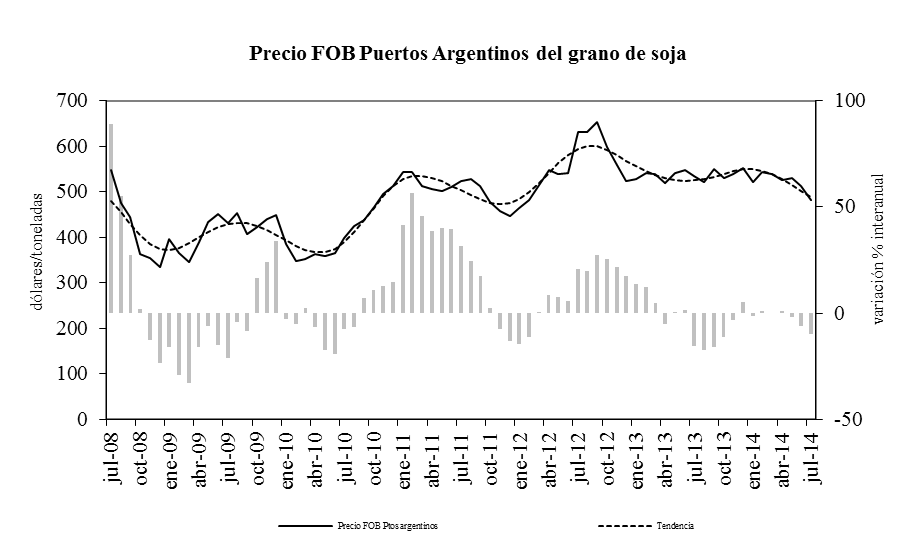 Precio FOB Puertos Argentinos del grano de soja
700
600
500
400
300
200
100
0
dólares/toneladas
100
50
0
-50
variación % interanual
jul-08
oct-08
ene-09
abr-09
jul-09
oct-09
ene-10
abr-10
jul-10
oct-10
ene-11
abr-11
jul-11
oct-11
ene-12
abr-12
jul-12
oct-12
ene-13
abr-13
jul-13
oct-13
ene-14
abr-14
jul-14
Precio FOB Ptos argentinos
Tendencia